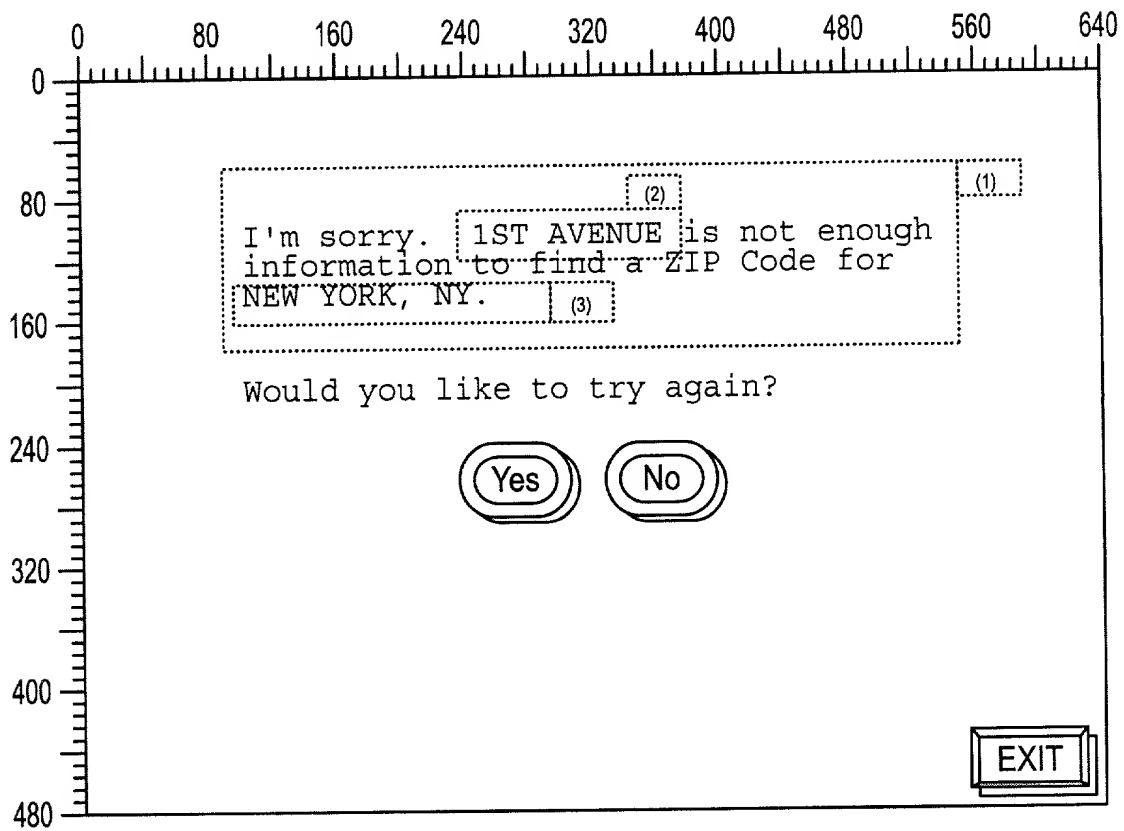 0 80 160 240 320 400 480 560 640
0
80
160
240
320
400
480
(1)
(2)
I'm sorry. 1ST AVENUE is not enough
information to find a ZIP Code for
NEW YORK, NY. (3)
Would you like to try again?
Yes No
EXIT